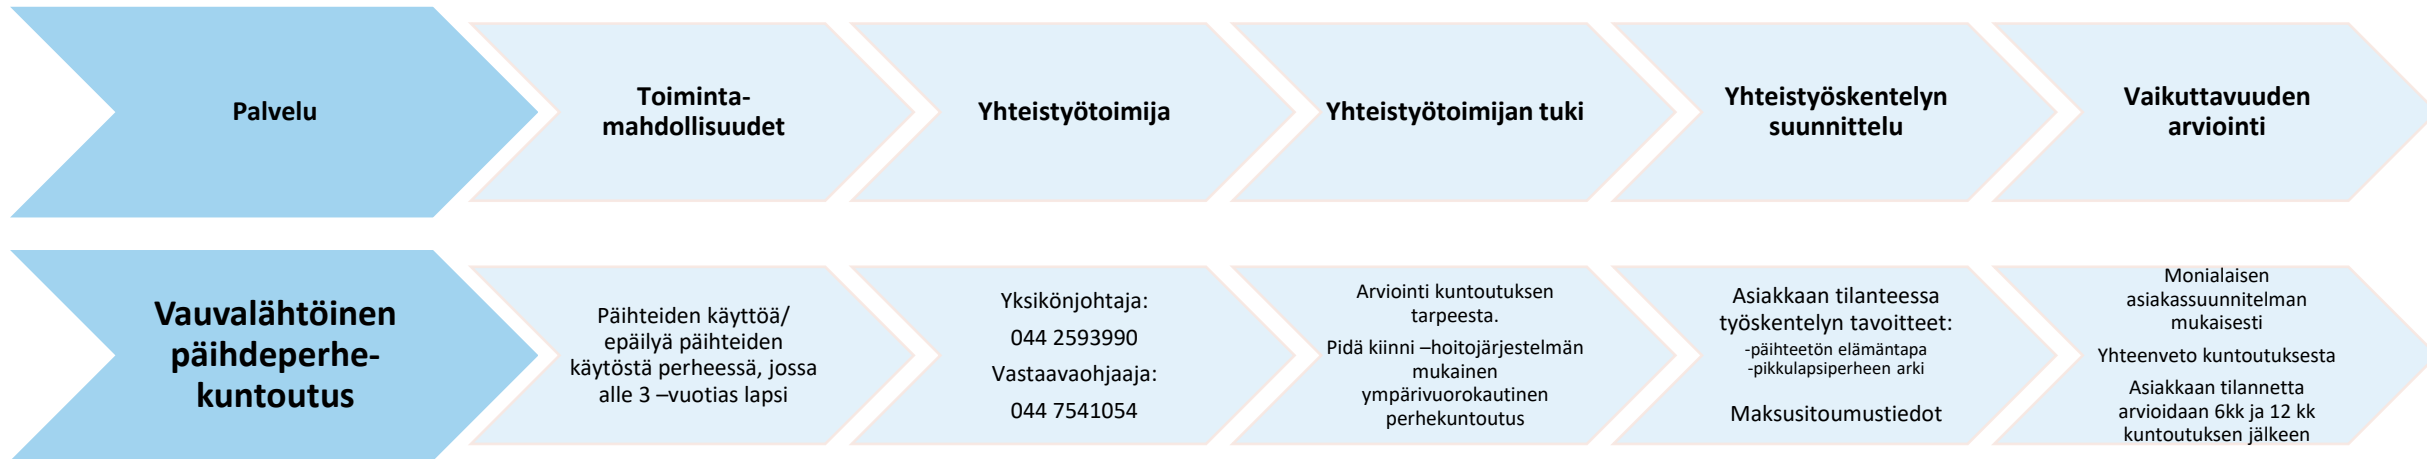 Palvelu
Toiminta-
mahdollisuudet
Yhteistyötoimija
Yhteistyötoimijan tuki
Yhteistyöskentelyn
suunnittelu
Vaikuttavuuden
arviointi
Vauvalähtöinen
päihdeperhe-
kuntoutus
Päihteiden käyttöä/
epäilyä päihteiden
käytöstä perheessä, jossa
alle 3 –vuotias lapsi
Yksikönjohtaja:
044 2593990
Vastaavaohjaaja:
044 7541054
Arviointi kuntoutuksen
tarpeesta.
Pidä kiinni –hoitojärjestelmän
mukainen
ympärivuorokautinen
perhekuntoutus
Asiakkaan tilanteessa
työskentelyn tavoitteet:
-päihteetön elämäntapa
-pikkulapsiperheen arki
Maksusitoumustiedot
Monialaisen
asiakassuunnitelman
mukaisesti
Yhteenveto kuntoutuksesta
Asiakkaan tilannetta
arvioidaan 6kk ja 12 kk
kuntoutuksen jälkeen